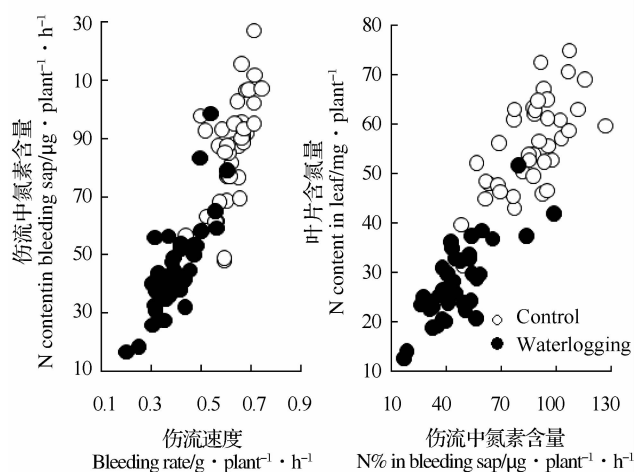 30
10
90
70
50
30
10
伤流中氮素含量
N contentin bleeding sap/μg·plant⁻¹·h⁻¹
0.1 0.3 0.5 0.7 0.9
伤流速度
Bleeding rate/g·plant⁻¹·h⁻¹
80
70
60
50
40
30
20
10
叶片含氮量
N content in leaf/mg·plant⁻¹
Control
Waterlogging
10 40 70 100 130
伤流中氮素含量
N% in bleeding sap/μg·plant⁻¹·h⁻¹